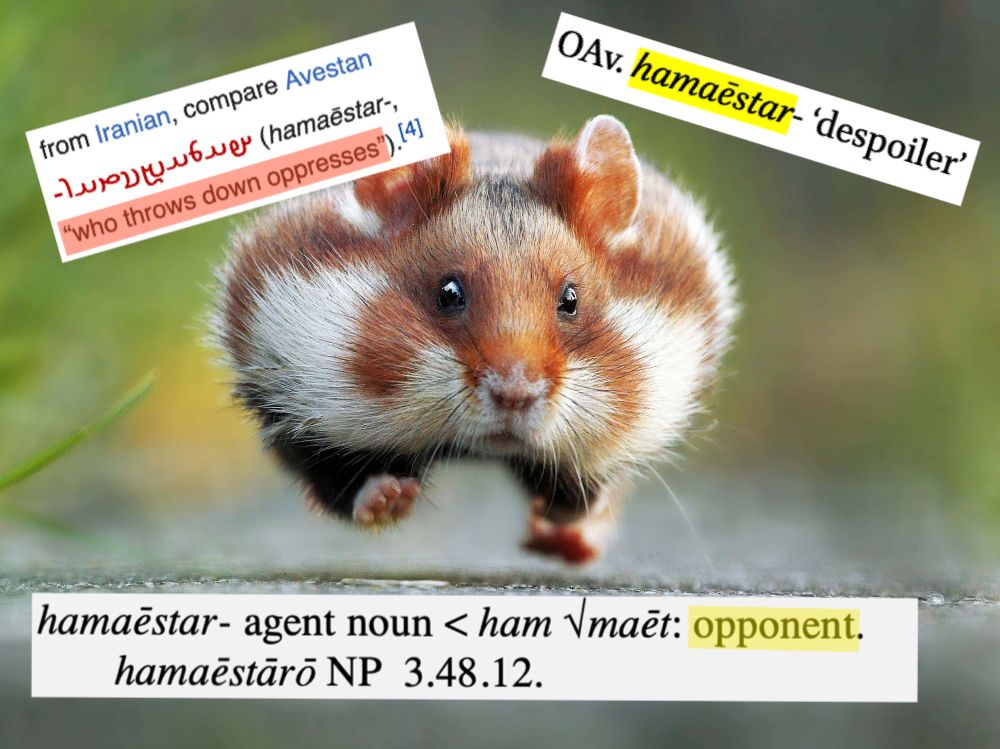 from Iranian, compare Avestan
𐬵𐬀𐬨𐬀𐬉𐬯𐬙𐬀𐬭- (hamaēstar-,
“who throws down oppresses”).[4]
OAv. hamaēstar- ‘despoiler’
hamaēstar- agent noun < ham √maēt: opponent.
hamaēstārō NP 3.48.12.